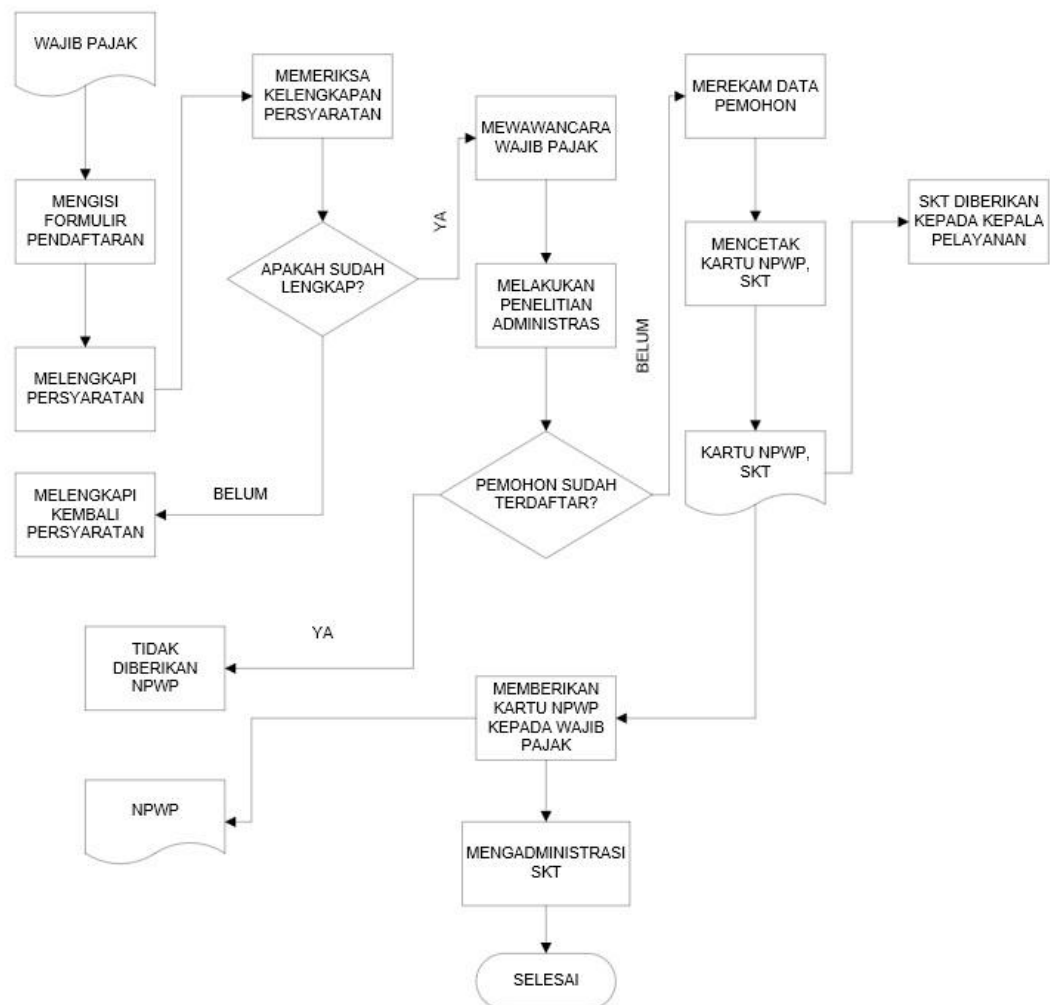 WAJIB PAJAK
MENGISI
FORMULIR
PENDAFTARAN
MELENGKAPI
PERSYARATAN
MEMERIKSA
KELENGKAPAN
PERSYARATAN
APAKAH SUDAH
LENGKAP?
BELUM
MELENGKAPI
KEMBALI
PERSYARATAN
YA
MEWAWANCARA
WAJIB PAJAK
MELAKUKAN
PENELITIAN
ADMINISTRAS
PEMOHON SUDAH
TERDAFTAR?
YA
TIDAK
DIBERIKAN
NPWP
BELUM
MEREKAM DATA
PEMOHON
MENCETAK
KARTU NPWP,
SKT
KARTU NPWP,
SKT
SKT DIBERIKAN
KEPADA KEPALA
PELAYANAN
MEMBERIKAN
KARTU NPWP
KEPADA WAJIB
PAJAK
NPWP
MENGADMINISTRASI
SKT
SELESAI